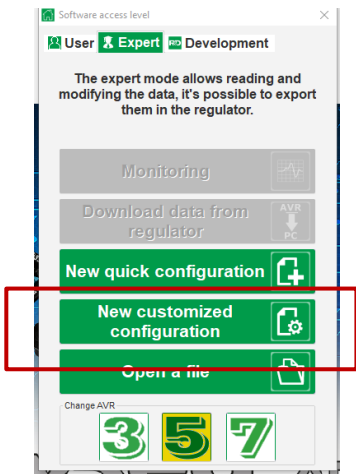 Software access level
User Expert RD Development
The expert mode allows reading and
modifying the data, it's possible to export
them in the regulator.
Monitoring
Download data from
regulator
AVR
PC
New quick configuration
New customized
configuration
Open a file
Change AVR
3 5 7